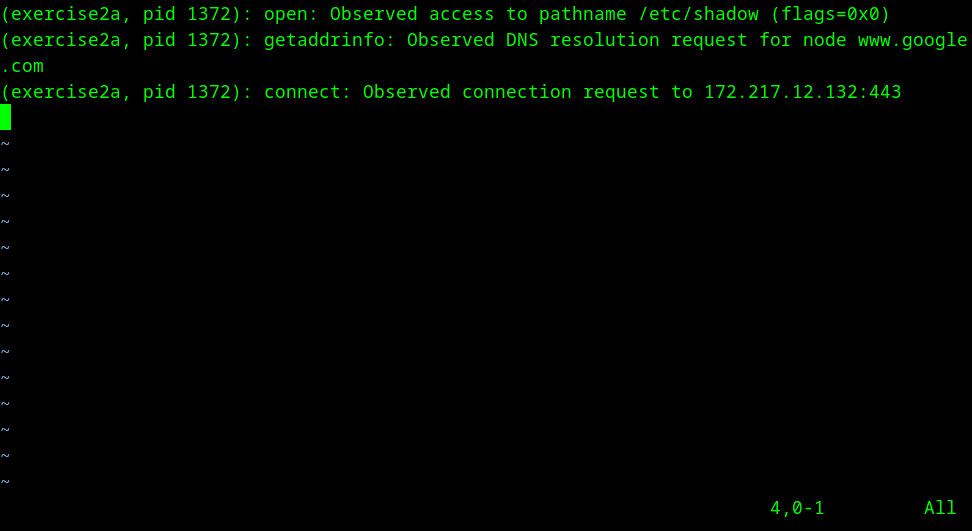 (exercise2a, pid 1372): open: Observed access to pathname /etc/shadow (flags=0x0)
(exercise2a, pid 1372): getaddrinfo: Observed DNS resolution request for node www.google
.com
(exercise2a, pid 1372): connect: Observed connection request to 172.217.12.132:443
~
~
~
~
~
~
~
~
~
~
~
~
~
~
4,0-1 All